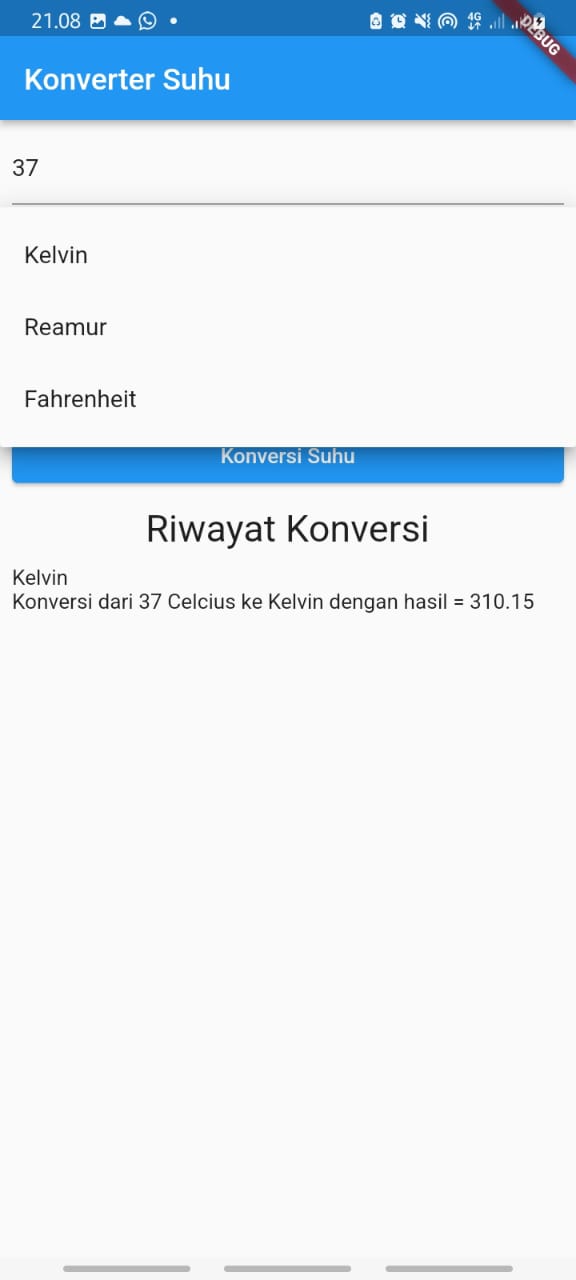 21.08
4G
DEBUG
Konverter Suhu
37
Kelvin
Reamur
Fahrenheit
Konversi Suhu
Riwayat Konversi
Kelvin
Konversi dari 37 Celcius ke Kelvin dengan hasil = 310.15